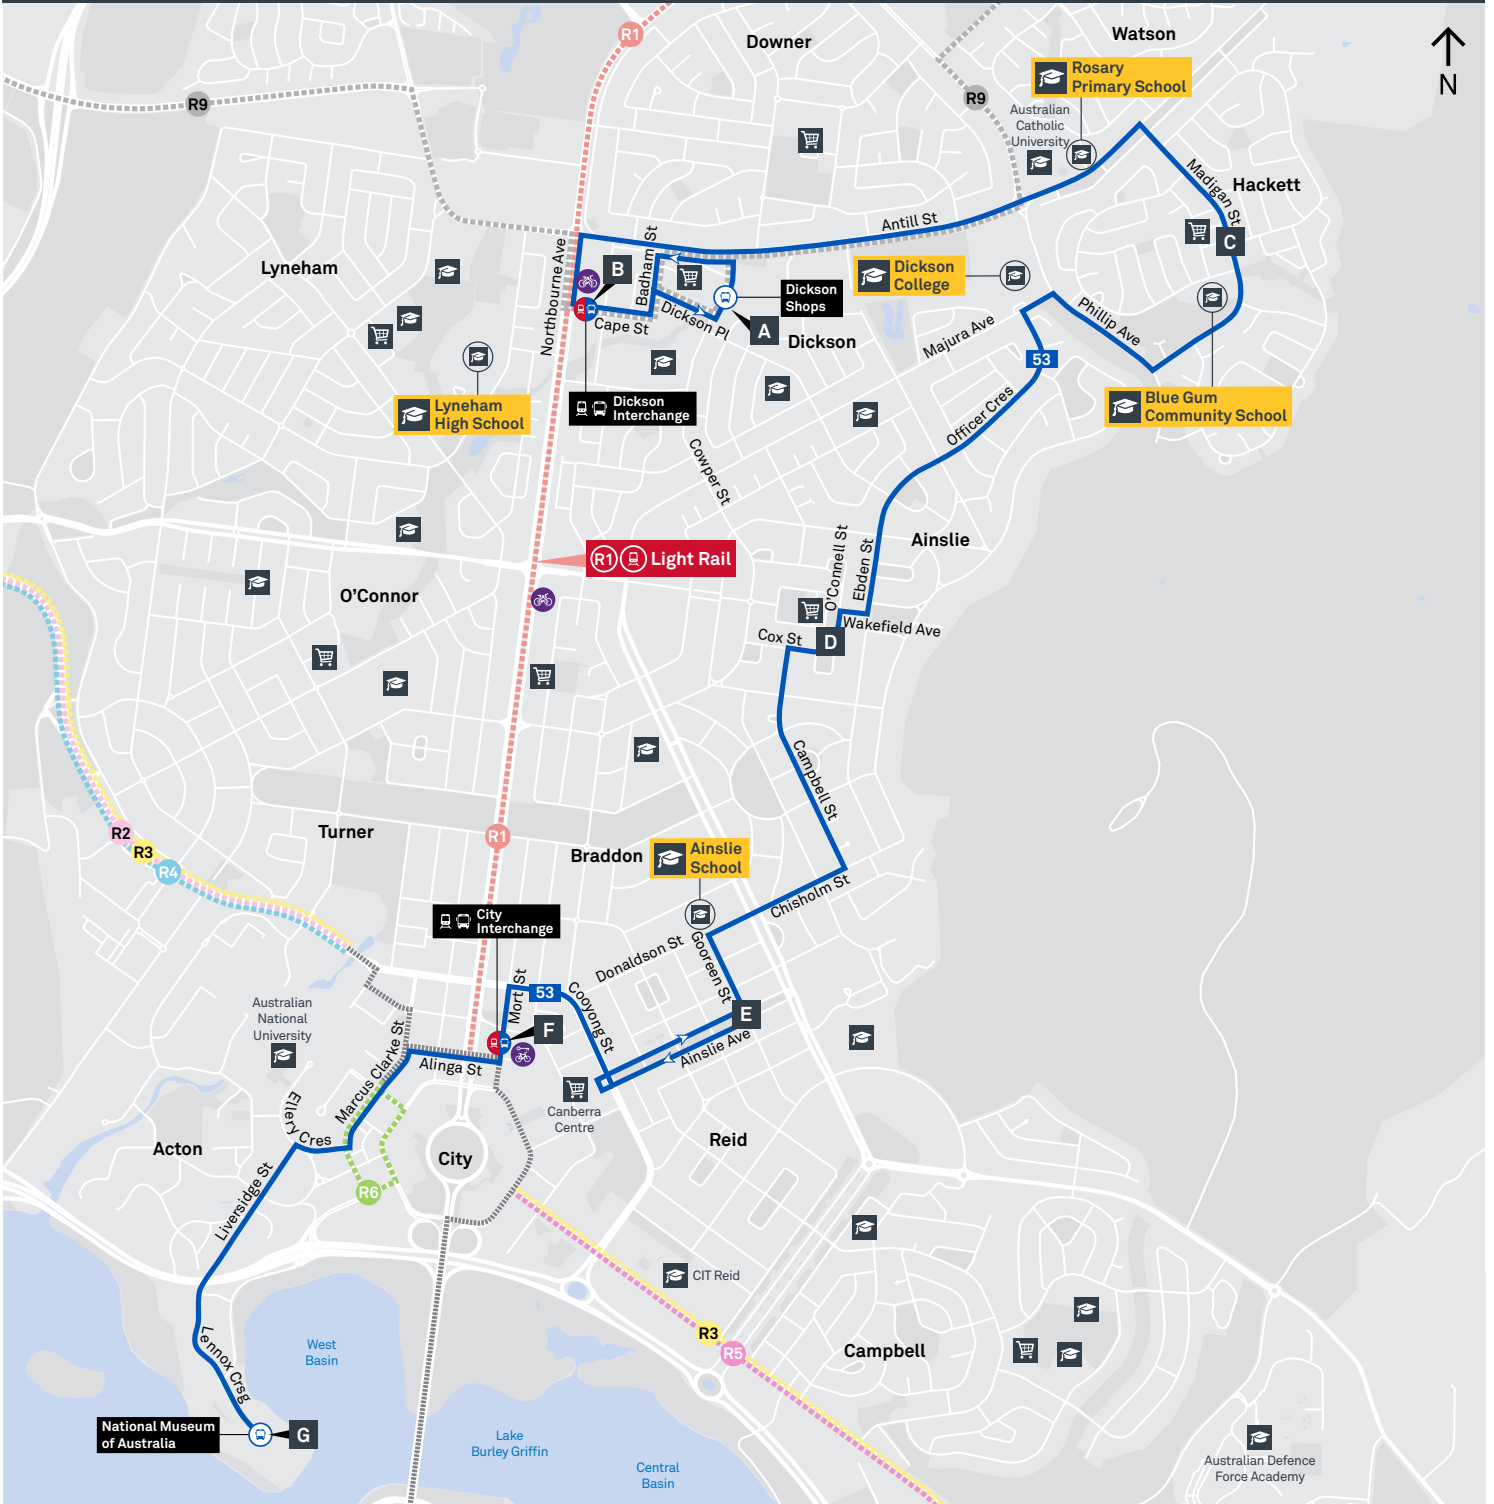 R1
Downer
Watson
N
Rosary
Primary School
R9
R9
Australian
Catholic
University
Madigan St
Hackett
Antill St
C
Lyneham
Northbourne Ave
B
Badham St
Dickson
College
Dickson
Shops
Cape St
Dickson Pl
A
Dickson
Majura Ave
Phillip Ave
53
Lyneham
High School
Dickson
Interchange
Blue Gum
Community School
Officer Cres
Cowper St
R1
Light Rail
O'Connell St
Ebden St
Ainslie
O'Connor
Wakefield Ave
Cox St
D
Campbell St
R2
R3
R4
Turner
R1
Braddon
Ainslie
School
Chisholm St
City
Interchange
Donaldson St
Gooreen St
Mort St
53
Cooyong St
Australian
National
University
F
E
Marcus Clarke St
Alinga St
Ainslie Ave
Ellery Cres
Canberra
Centre
Acton
City
Reid
R6
Liversidge St
CIT Reid
R3
R5
Campbell
Lennox Crsg
West
Basin
National Museum
of Australia
G
Lake
Burley Griffin
Central
Basin
Australian Defence
Force Academy